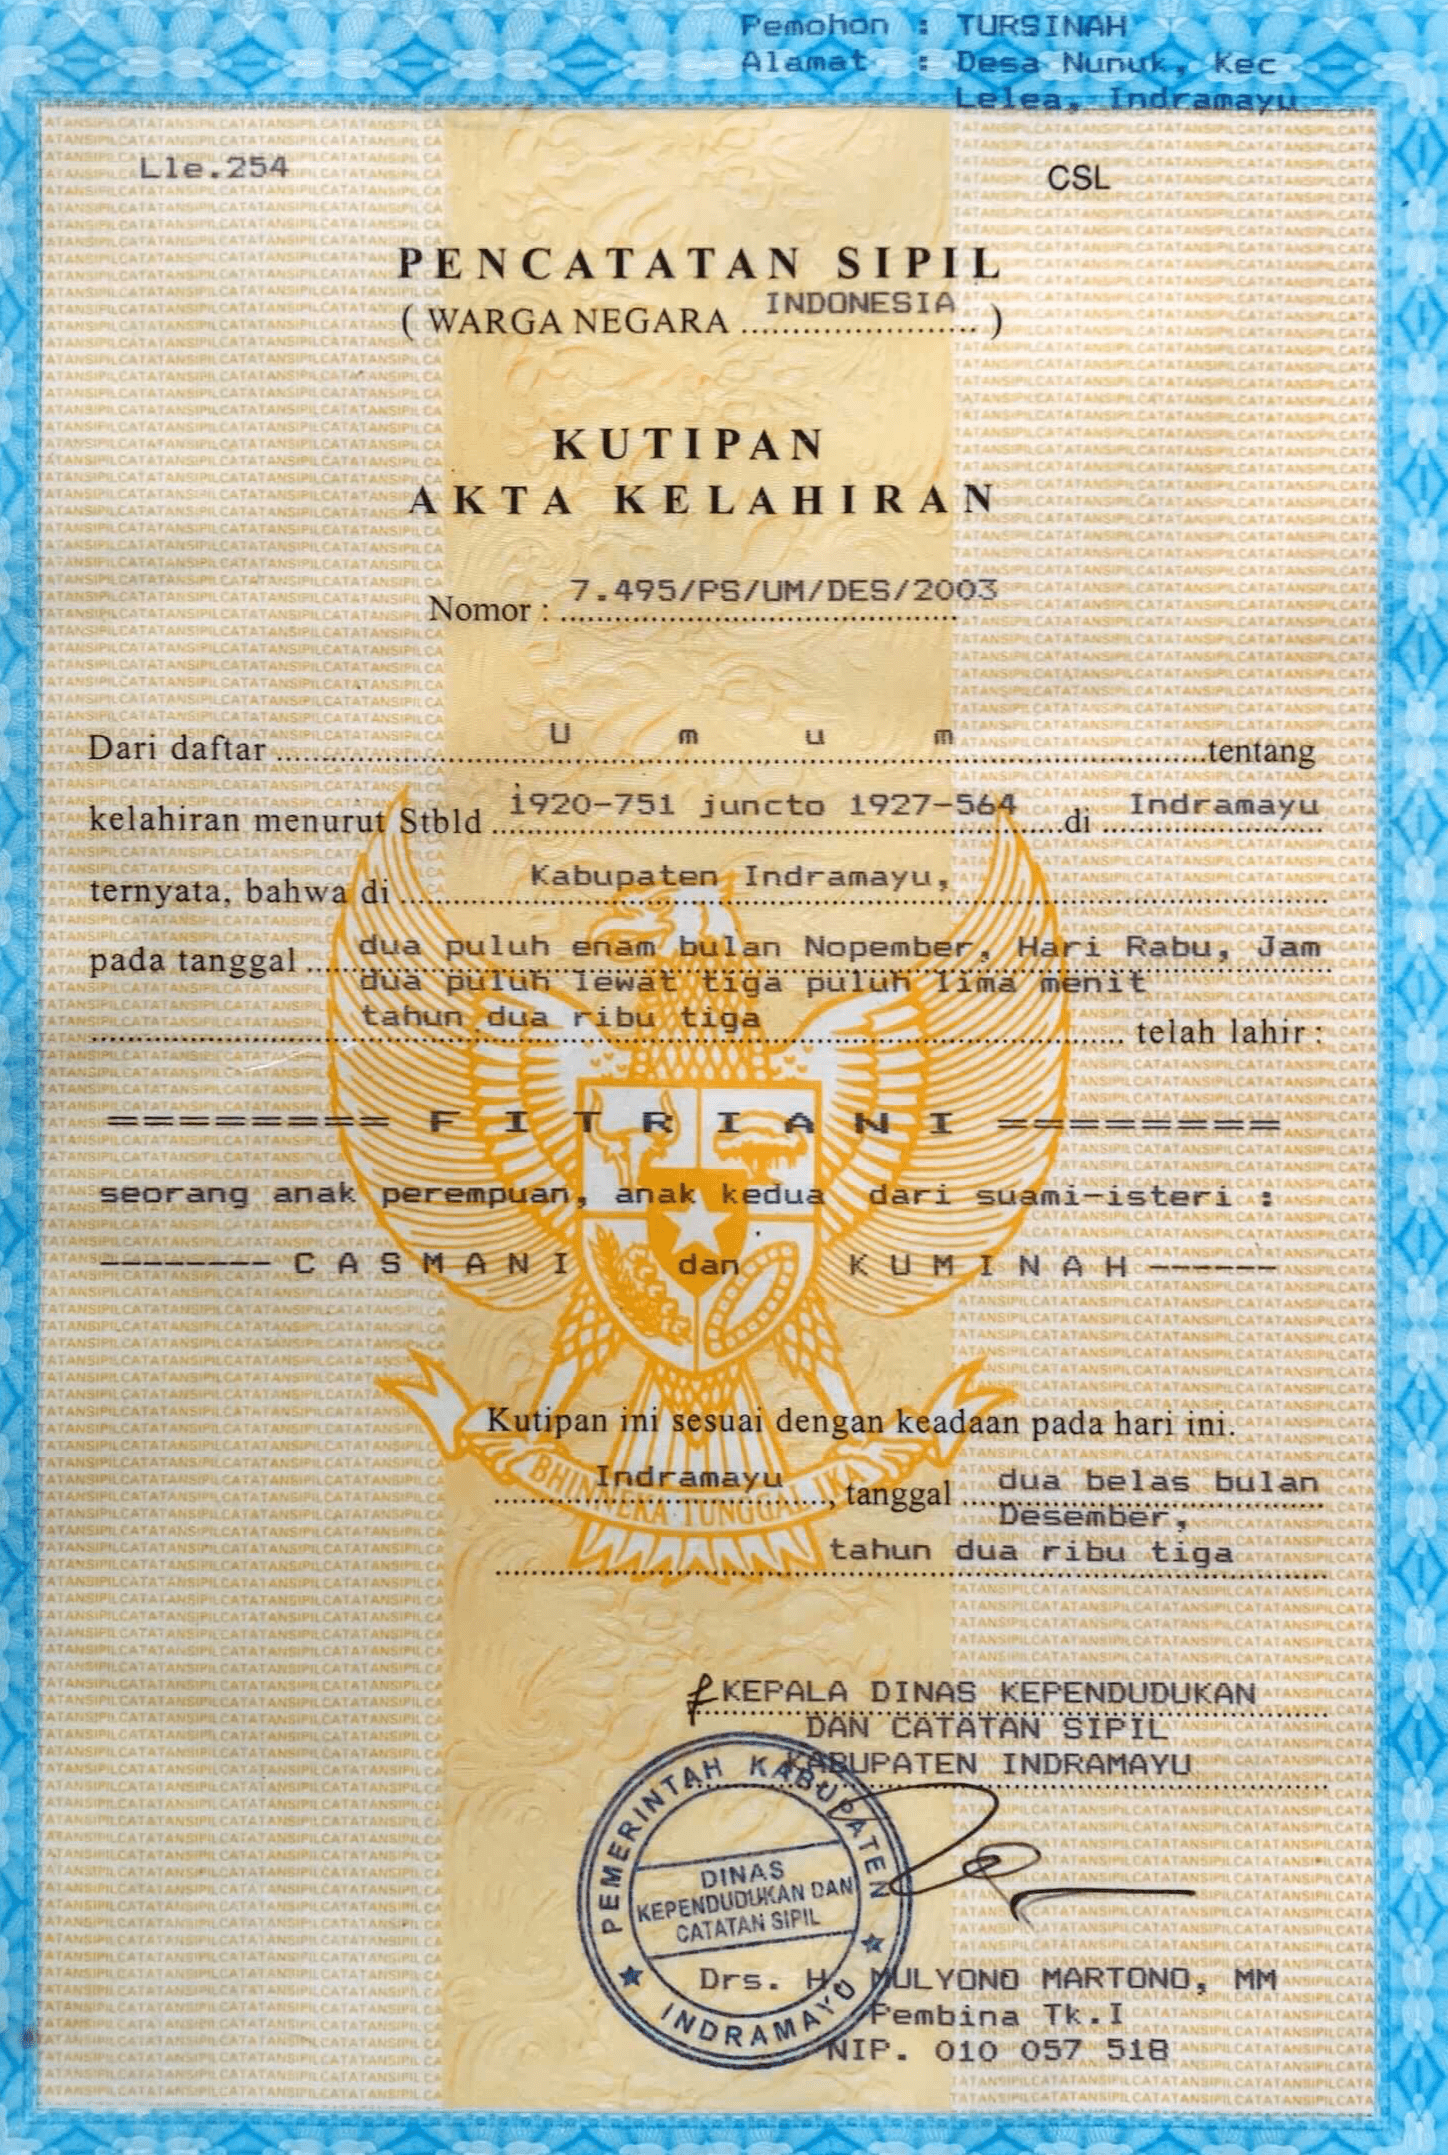 Pemohon : TURSINAH
Alamat : Desa Nunuk, Kec
Lelea, Indramayu
Lle.254
CSL
PENCATATAN SIPIL
( WARGA NEGARA INDONESIA )
KUTIPAN
AKTA KELAHIRAN
Nomor : 7.495/PS/UM/DES/2003
Dari daftar U m u m tentang
kelahiran menurut Stbld 1920-751 juncto 1927-564 di Indramayu
ternyata, bahwa di Kabupaten Indramayu,
pada tanggal dua puluh enam bulan Nopember, Hari Rabu, Jam
dua puluh lewat tiga puluh lima menit
tahun dua ribu tiga telah lahir :
======== F I T R I A N I ========
seorang anak perempuan, anak kedua dari suami-isteri :
-------- C A S M A N I dan K U M I N A H ------
Kutipan ini sesuai dengan keadaan pada hari ini.
BHINNEKA TUNGGAL IKA
Indramayu, tanggal dua belas bulan
Desember,
tahun dua ribu tiga
KEPALA DINAS KEPENDUDUKAN
DAN CATATAN SIPIL
KABUPATEN INDRAMAYU
PEMERINTAH KABUPATEN
DINAS
KEPENDUDUKAN DAN
CATATAN SIPIL
INDRAMAYU
Drs. H. MULYONO MARTONO, MM
Pembina Tk.I
NIP. 010 057 518